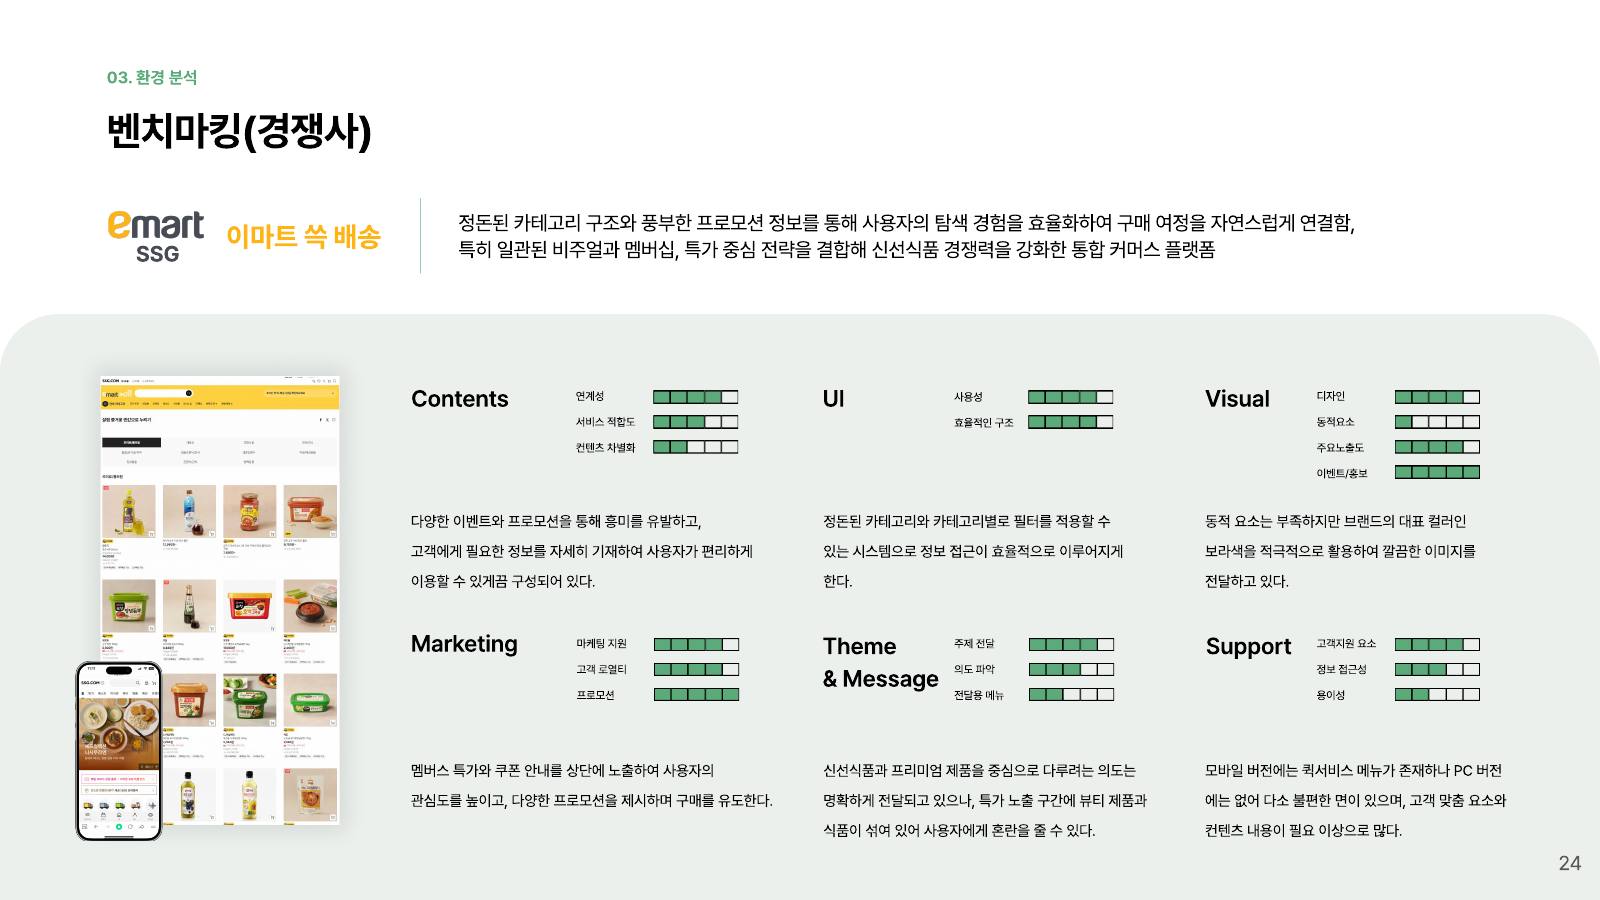 03. 환경 분석
벤치마킹(경쟁사)
emart
SSG
이마트 쓱 배송
정돈된 카테고리 구조와 풍부한 프로모션 정보를 통해 사용자의 탐색 경험을 효율화하여 구매 여정을 자연스럽게 연결함,
특히 일관된 비주얼과 멤버십, 특가 중심 전략을 결합해 신선식품 경쟁력을 강화한 통합 커머스 플랫폼
Contents
연계성
서비스 적합도
컨텐츠 차별화
다양한 이벤트와 프로모션을 통해 흥미를 유발하고,
고객에게 필요한 정보를 자세히 기재하여 사용자가 편리하게
이용할 수 있게끔 구성되어 있다.
UI
사용성
효율적인 구조
정돈된 카테고리와 카테고리별로 필터를 적용할 수
있는 시스템으로 정보 접근이 효율적으로 이루어지게
한다.
Visual
디자인
동적요소
주요노출도
이벤트/홍보
동적 요소는 부족하지만 브랜드의 대표 컬러인
보라색을 적극적으로 활용하여 깔끔한 이미지를
전달하고 있다.
Marketing
마케팅 지원
고객 로열티
프로모션
멤버스 특가와 쿠폰 안내를 상단에 노출하여 사용자의
관심도를 높이고, 다양한 프로모션을 제시하며 구매를 유도한다.
Theme
& Message
주제 전달
의도 파악
전달용 메뉴
신선식품과 프리미엄 제품을 중심으로 다루려는 의도는
명확하게 전달되고 있으나, 특가 노출 구간에 뷰티 제품과
식품이 섞여 있어 사용자에게 혼란을 줄 수 있다.
Support
고객지원 요소
정보 접근성
용이성
모바일 버전에는 퀵서비스 메뉴가 존재하나 PC 버전
에는 없어 다소 불편한 면이 있으며, 고객 맞춤 요소와
컨텐츠 내용이 필요 이상으로 많다.
SSG.COM
SSG.COM
24